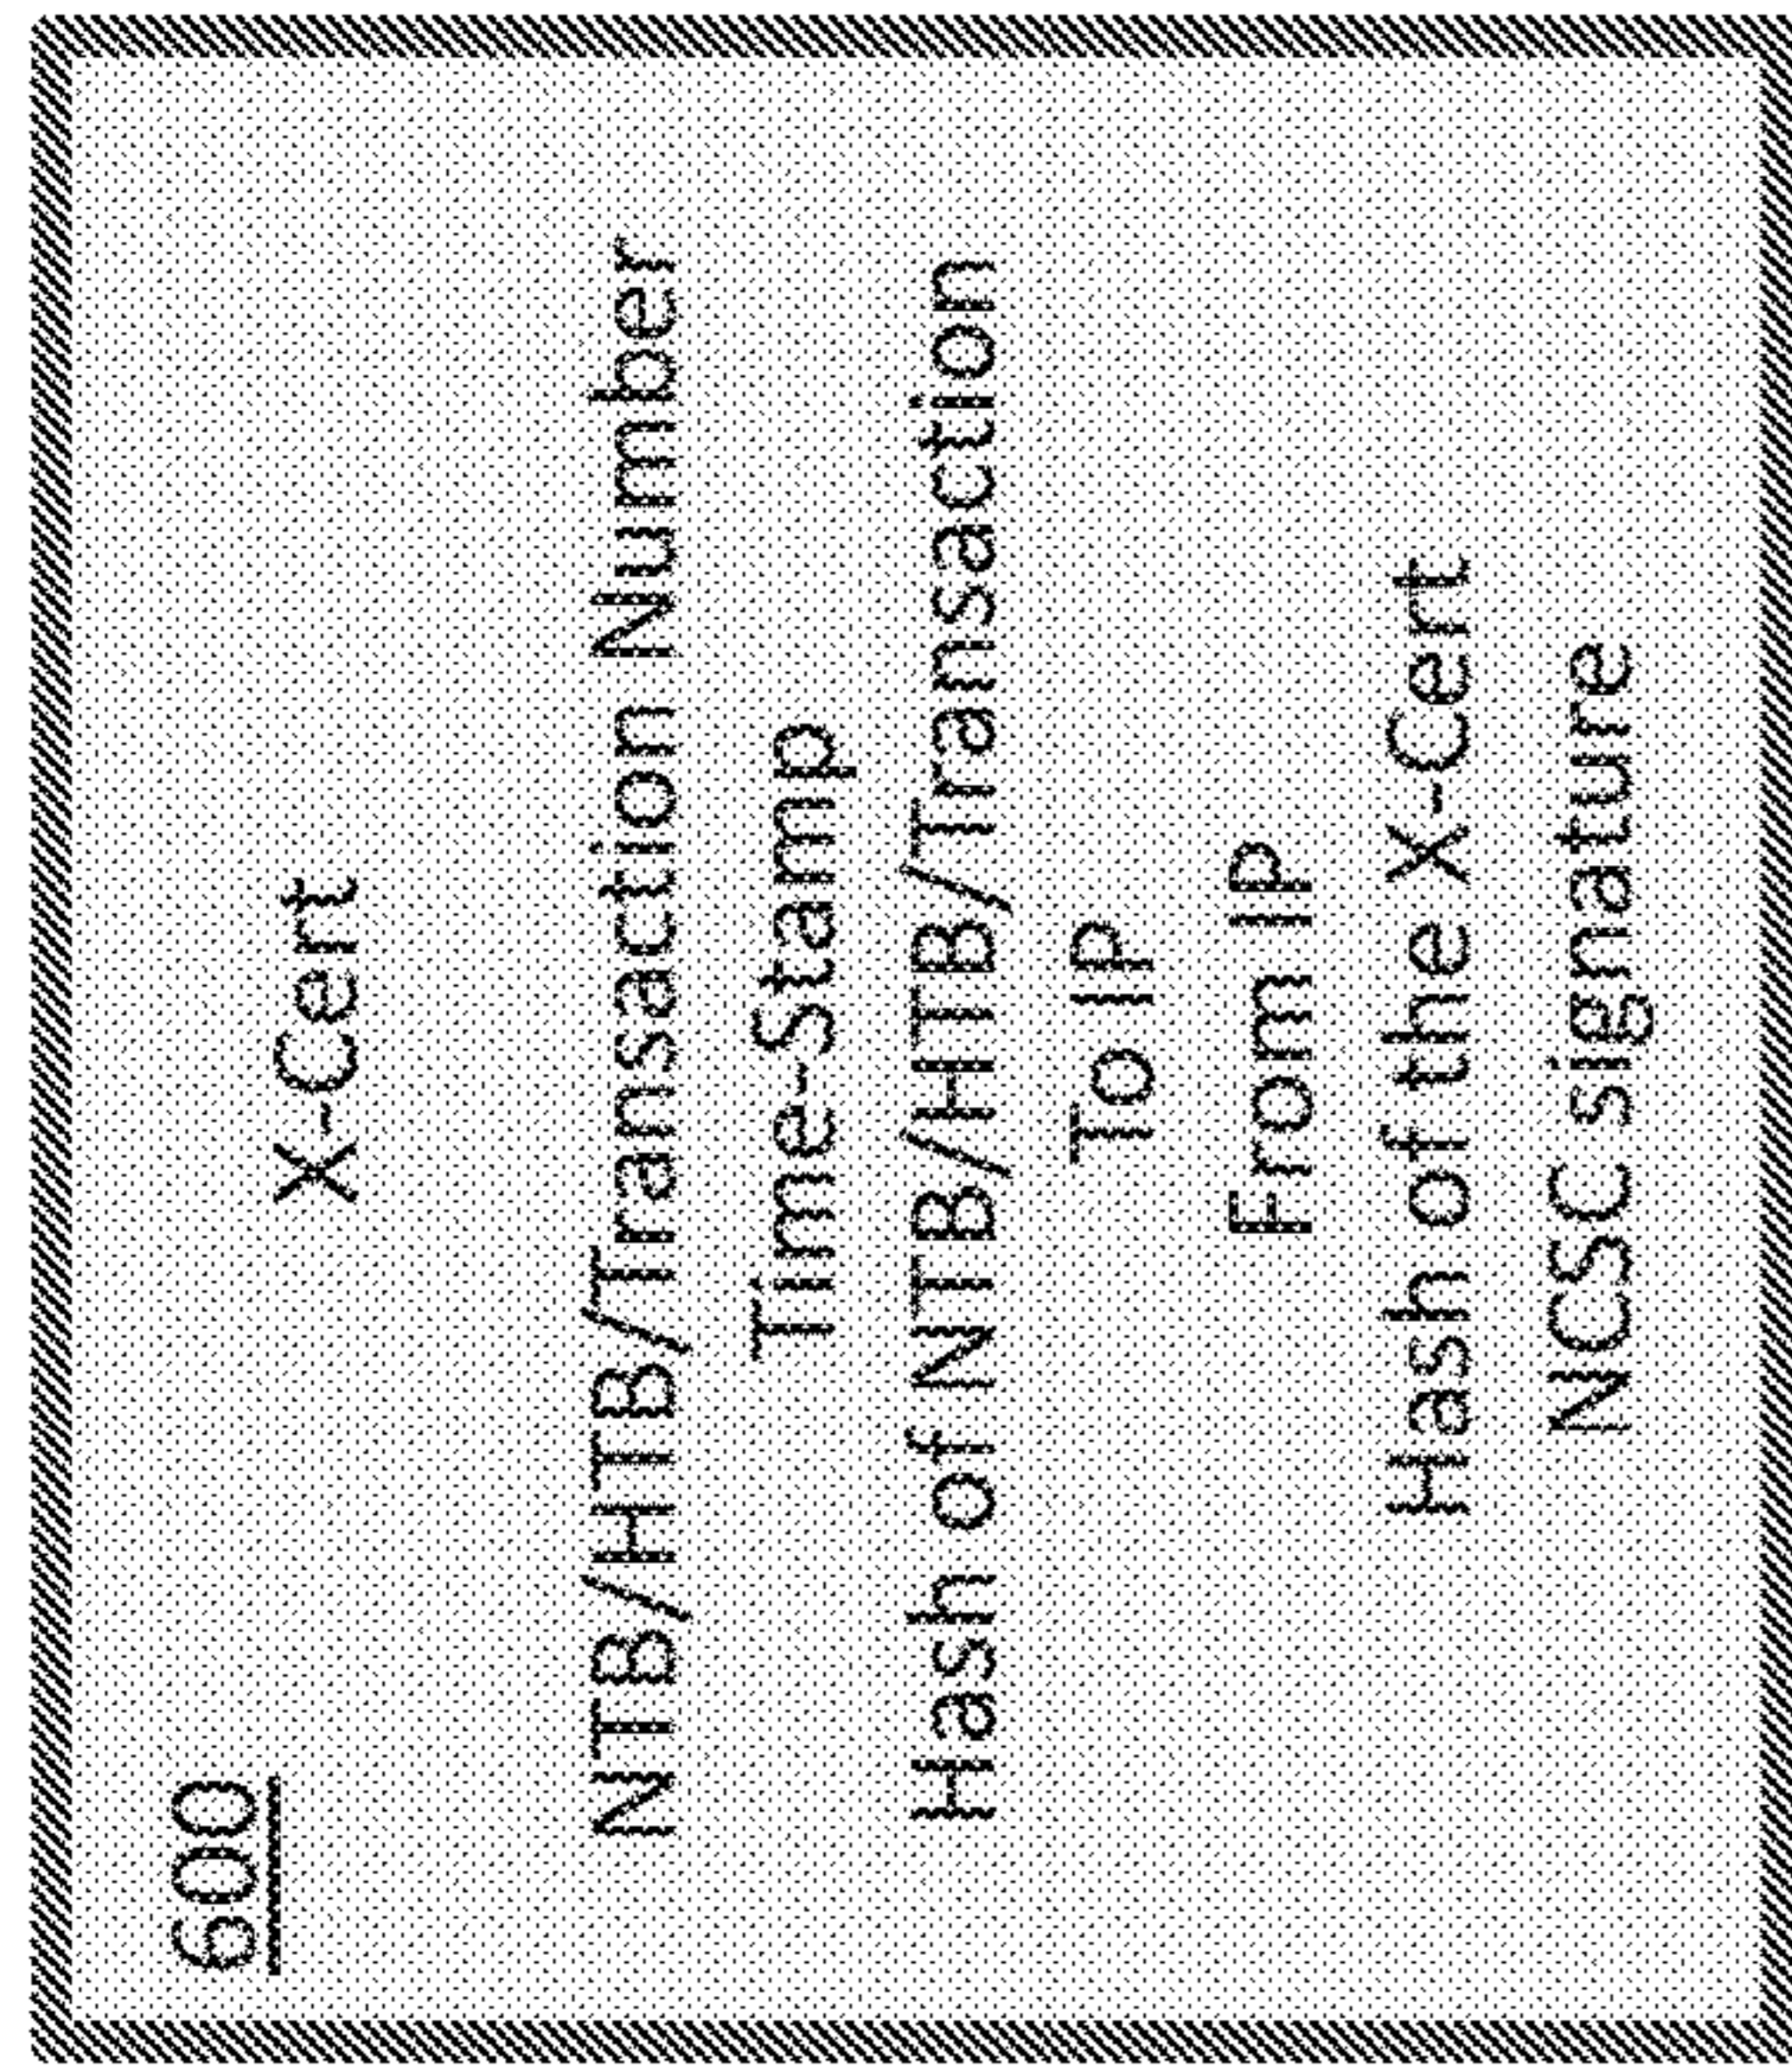 600
X-Cert
NTB/HTB/Transaction Number
Time-Stamp
Hash of NTB/HTB/Transaction
To IP
From IP
Hash of the X-Cert
NCSC signature